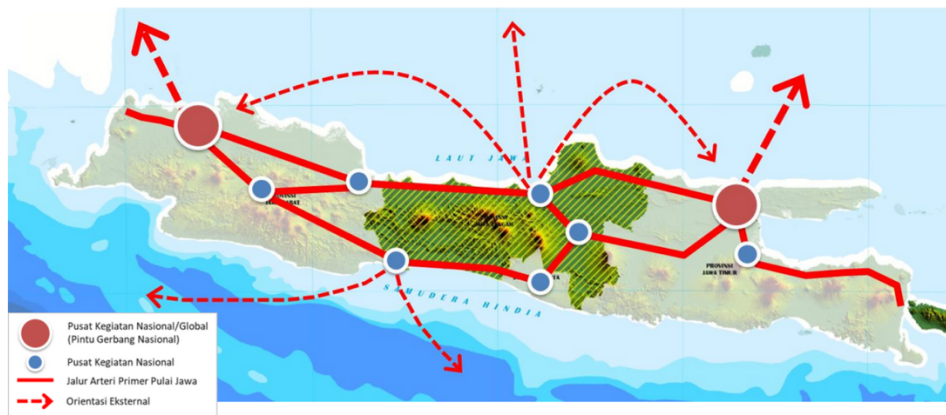 LAUT JAWA
PROVINSI
JAWA TIMUR
SAMUDERA HINDIA
Pusat Kegiatan Nasional/Global
(Pintu Gerbang Nasional)
Pusat Kegiatan Nasional
Jalur Arteri Primer Pulai Jawa
Orientasi Eksternal